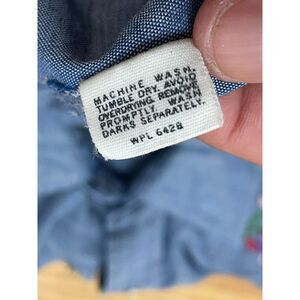 MACHINE WASH.
TUMBLE DRY. AVOID
OVERDRYING. REMOVE
PROMPTLY. WASH
DARKS SEPARATELY.
WPL 6428